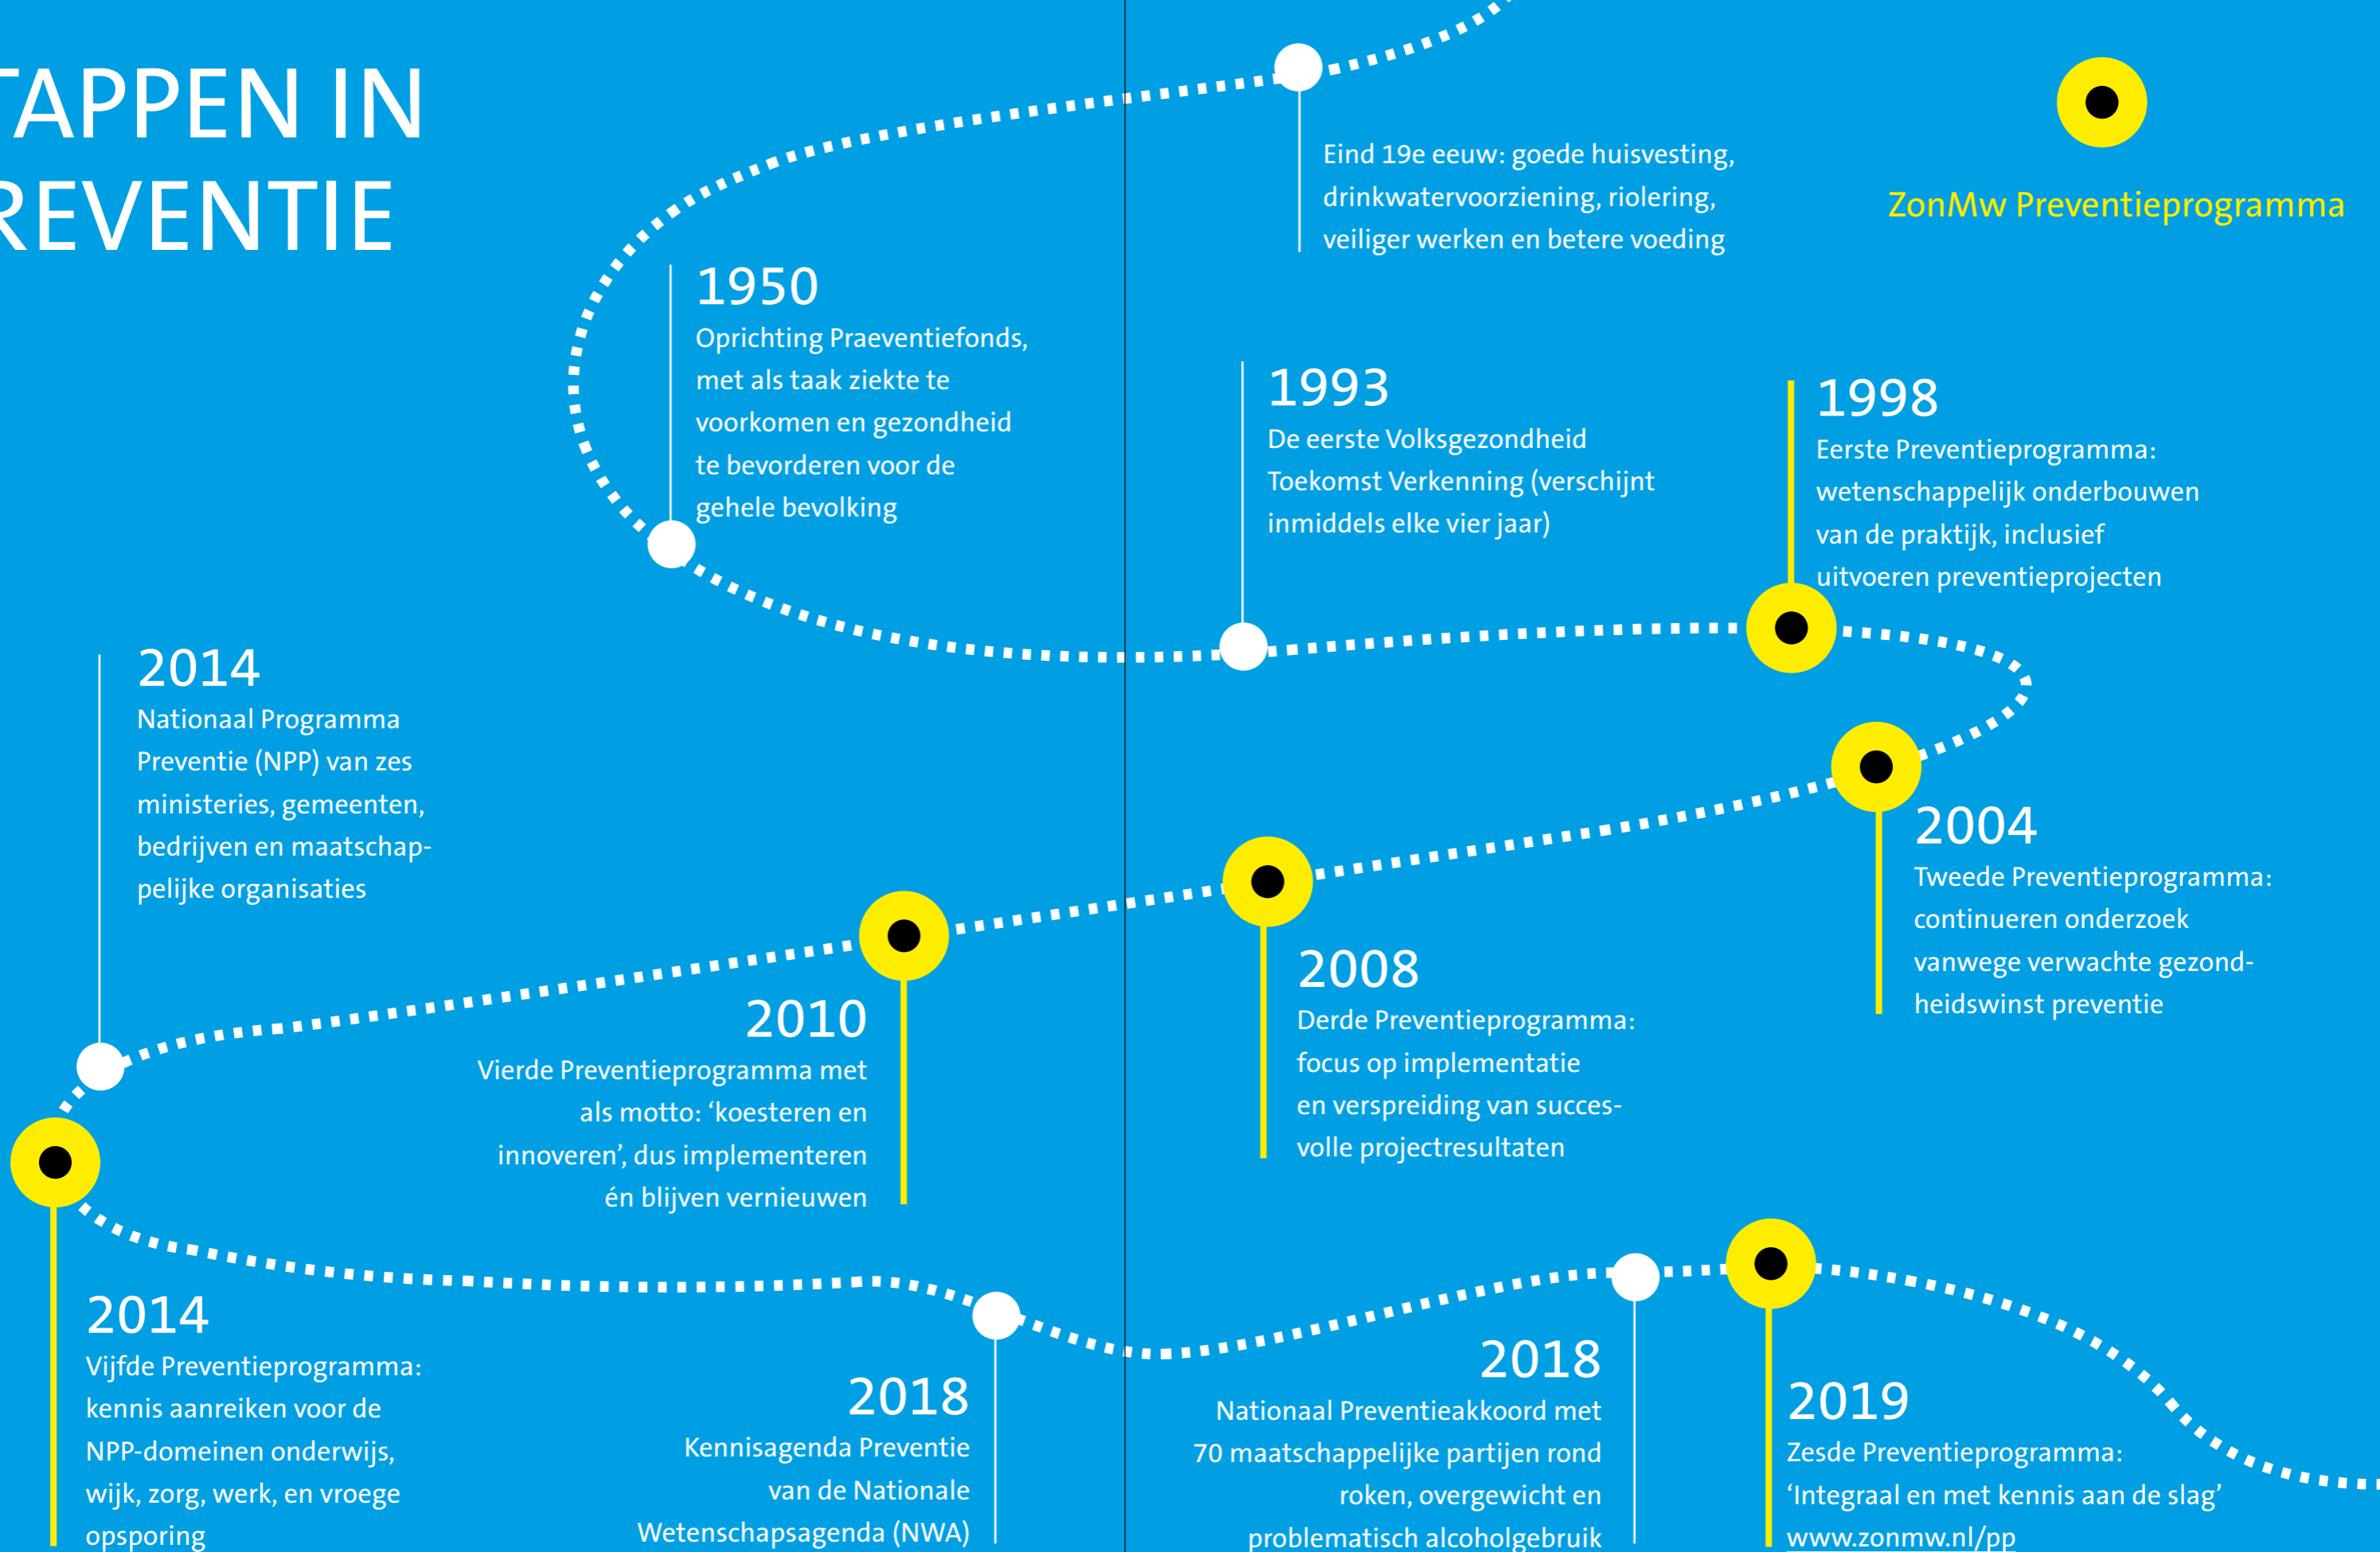 TAPPEN IN
REVENTIE
ZonMw Preventieprogramma
Eind 19e eeuw: goede huisvesting,
drinkwatervoorziening, riolering,
veiliger werken en betere voeding
1950
Oprichting Praeventiefonds,
met als taak ziekte te
voorkomen en gezondheid
te bevorderen voor de
gehele bevolking
1993
De eerste Volksgezondheid
Toekomst Verkenning (verschijnt
inmiddels elke vier jaar)
1998
Eerste Preventieprogramma:
wetenschappelijk onderbouwen
van de praktijk, inclusief
uitvoeren preventieprojecten
2004
Tweede Preventieprogramma:
continueren onderzoek
vanwege verwachte gezond-
heidswinst preventie
2008
Derde Preventieprogramma:
focus op implementatie
en verspreiding van succes-
volle projectresultaten
2010
Vierde Preventieprogramma met
als motto: ‘koesteren en
innoveren’, dus implementeren
én blijven vernieuwen
2014
Nationaal Programma
Preventie (NPP) van zes
ministeries, gemeenten,
bedrijven en maatschap-
pelijke organisaties
2014
Vijfde Preventieprogramma:
kennis aanreiken voor de
NPP-domeinen onderwijs,
wijk, zorg, werk, en vroege
opsporing
2018
Kennisagenda Preventie
van de Nationale
Wetenschapsagenda (NWA)
2018
Nationaal Preventieakkoord met
70 maatschappelijke partijen rond
roken, overgewicht en
problematisch alcoholgebruik
2019
Zesde Preventieprogramma:
‘Integraal en met kennis aan de slag’
www.zonmw.nl/pp